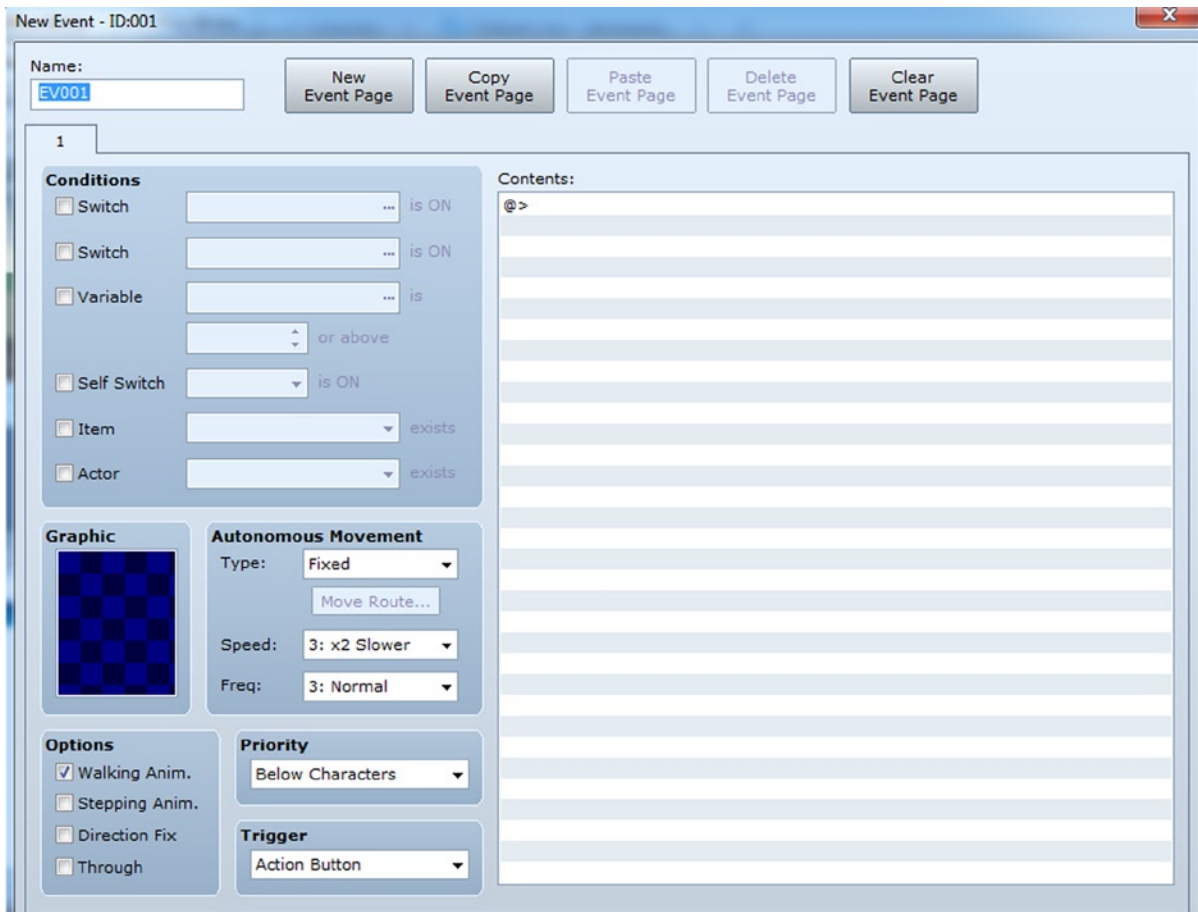 New Event - ID:001
Name:
EV001
New
Event Page
Copy
Event Page
Paste
Event Page
Delete
Event Page
Clear
Event Page
1
Conditions
Switch ... is ON
Switch ... is ON
Variable ... is
or above
Self Switch is ON
Item exists
Actor exists
Graphic
Autonomous Movement
Type: Fixed
Move Route...
Speed: 3: x2 Slower
Freq: 3: Normal
Options
Walking Anim.
Stepping Anim.
Direction Fix
Through
Priority
Below Characters
Trigger
Action Button
Contents:
@>